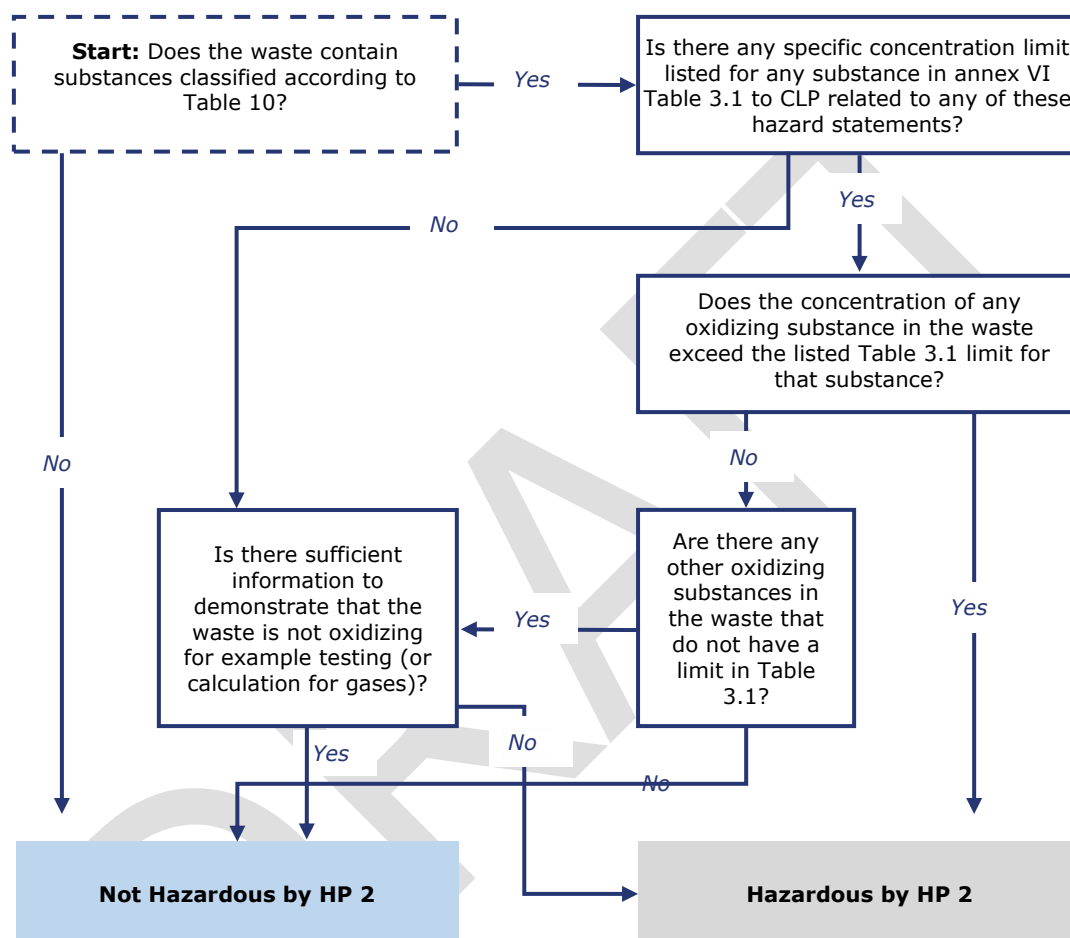 Start: Does the waste contain
substances classified according to
Table 10?
Yes
Is there any specific concentration limit
listed for any substance in annex VI
Table 3.1 to CLP related to any of these
hazard statements?
No
Yes
Does the concentration of any
oxidizing substance in the waste
exceed the listed Table 3.1 limit for
that substance?
No
No
Yes
Is there sufficient
information to
demonstrate that the
waste is not oxidizing
for example testing (or
calculation for gases)?
Yes
Are there any
other oxidizing
substances in
the waste that
do not have a
limit in Table
3.1?
Yes
No
No
Not Hazardous by HP 2
Hazardous by HP 2
DRAFT